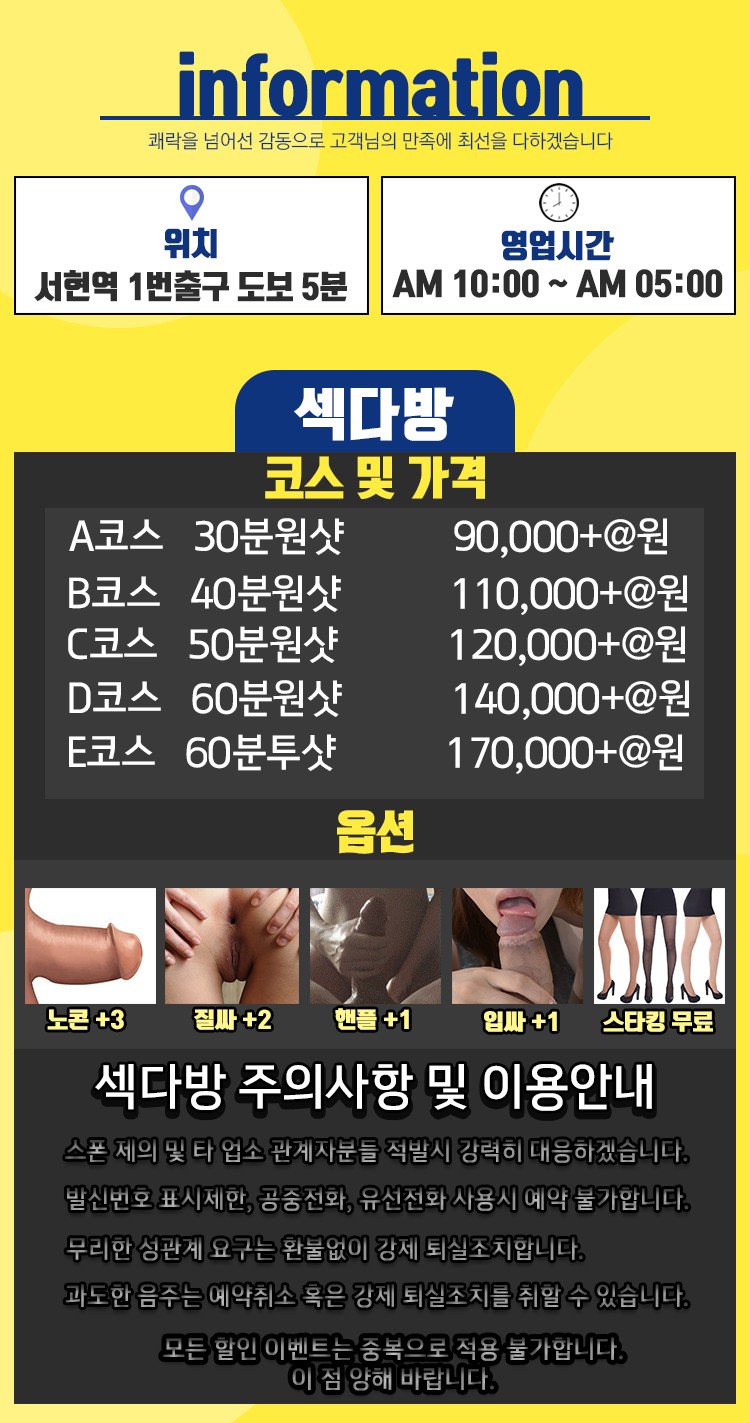 information
쾌락을 넘어선 감동으로 고객님의 만족에 최선을 다하겠습니다
위치
서현역 1번출구 도보 5분
영업시간
AM 10:00 ~ AM 05:00
섹다방
코스 및 가격
A코스 30분원샷 90,000+@원
B코스 40분원샷 110,000+@원
C코스 50분원샷 120,000+@원
D코스 60분원샷 140,000+@원
E코스 60분투샷 170,000+@원
옵션
노콘 +3 질싸 +2 핸플 +1 입싸 +1 스타킹 무료
섹다방 주의사항 및 이용안내
스폰 제의 및 타 업소 관계자분들 적발시 강력히 대응하겠습니다.
발신번호 표시제한, 공중전화, 유선전화 사용시 예약 불가합니다.
무리한 성관계 요구는 환불없이 강제 퇴실조치합니다.
과도한 음주는 예약취소 혹은 강제 퇴실조치를 취할 수 있습니다.
모든 할인 이벤트는 중복으로 적용 불가합니다.
이 점 양해 바랍니다.